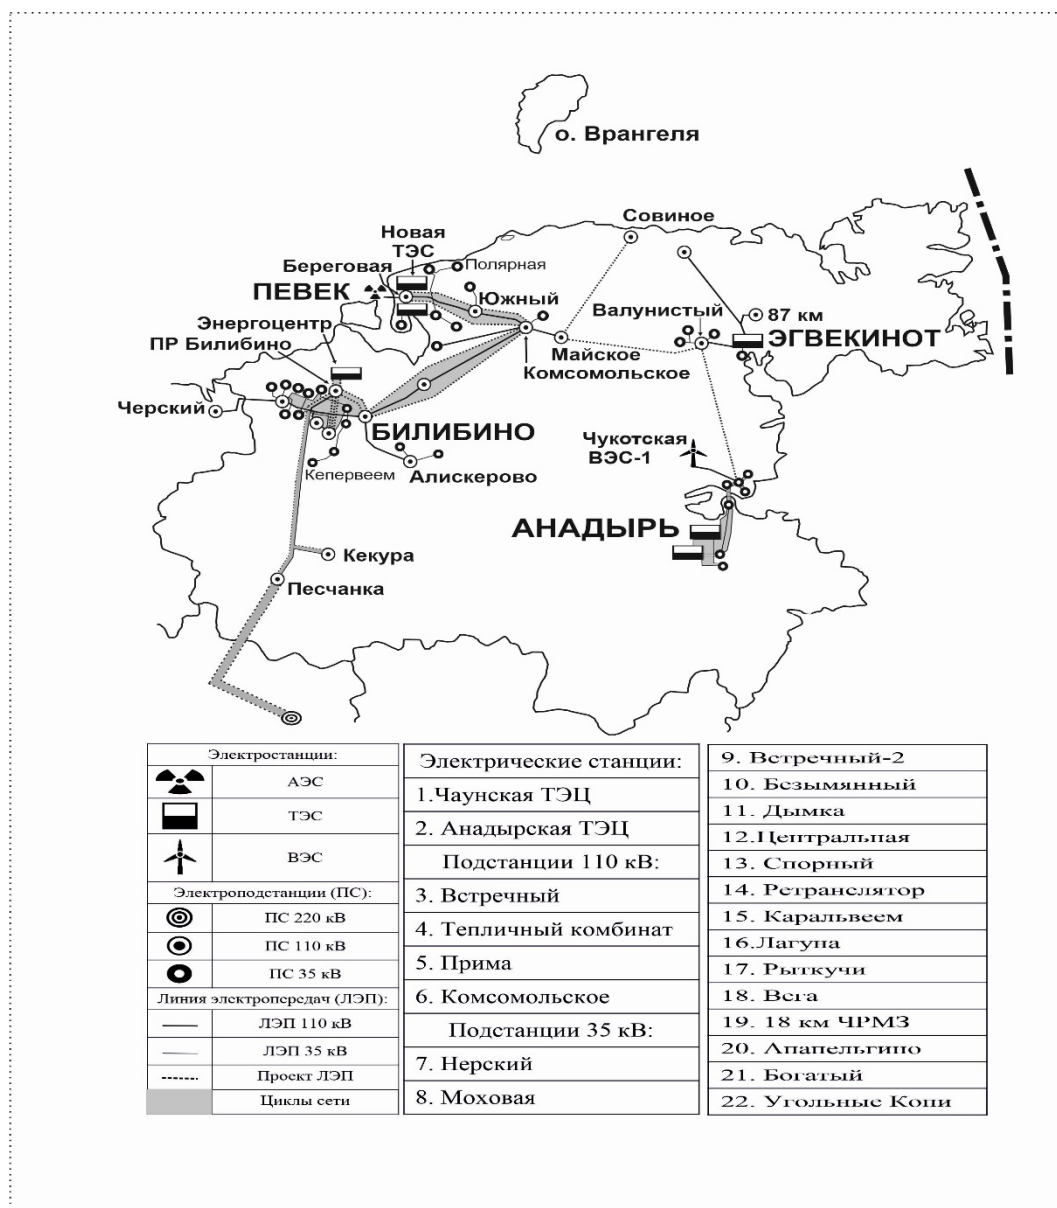 о. Врангеля
Совиное
Новая
ТЭС
Полярная
Береговая
ПЕВЕК
Южный
Валунистый
87 км
ЭГВЕКИНОТ
Энергоцентр
ПР Билибино
Майское
Комсомольское
Черский
БИЛИБИНО
Чукотская
ВЭС-1
Кепервеем
Алискерово
АНАДЫРЬ
Кекура
Песчанка
Электростанции:
АЭС
ТЭС
ВЭС
Электроподстанции (ПС):
ПС 220 кВ
ПС 110 кВ
ПС 35 кВ
Линия электропередач (ЛЭП):
ЛЭП 110 кВ
ЛЭП 35 кВ
Проект ЛЭП
Циклы сети
Электрические станции:
1.Чаунская ТЭЦ
2. Анадырская ТЭЦ
Подстанции 110 кВ:
3. Встречный
4. Тепличный комбинат
5. Прима
6. Комсомольское
Подстанции 35 кВ:
7. Нерский
8. Моховая
9. Встречный-2
10. Безымянный
11. Дымка
12.Центральная
13. Спорный
14. Ретранслятор
15. Каральвеем
16.Лагуна
17. Рыткучи
18. Вега
19. 18 км ЧРМЗ
20. Апапельгино
21. Богатый
22. Угольные Копи